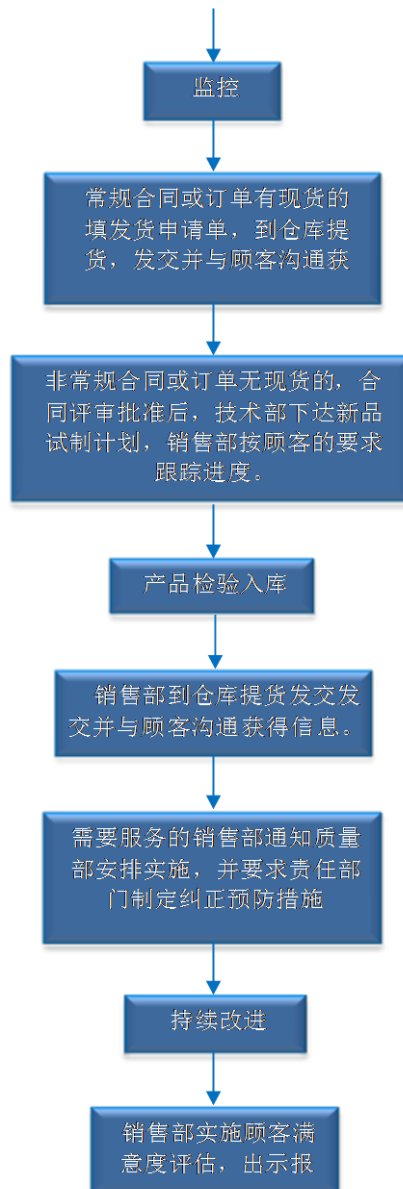 监控
常规合同或订单有现货的
填发货申请单，到仓库提
货，发交并与顾客沟通获
非常规合同或订单无现货的，合
同评审批准后，技术部下达新品
试制计划，销售部按顾客的要求
跟踪进度。
产品检验入库
销售部到仓库提货发交发
交并与顾客沟通获得信息。
需要服务的销售部通知质量
部安排实施，并要求责任部
门制定纠正预防措施
持续改进
销售部实施顾客满
意度评估，出示报